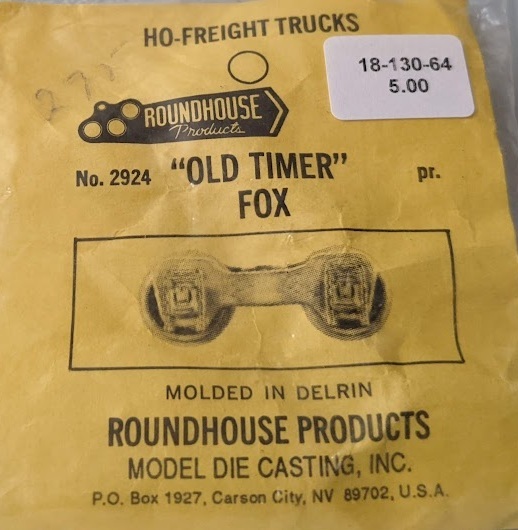 HO-FREIGHT TRUCKS
18-130-64
5.00
ROUNDHOUSE
Products
No. 2924 "OLD TIMER" pr.
FOX
MOLDED IN DELRIN
ROUNDHOUSE PRODUCTS
MODEL DIE CASTING, INC.
P.O. Box 1927, Carson City, NV 89702, U.S.A.